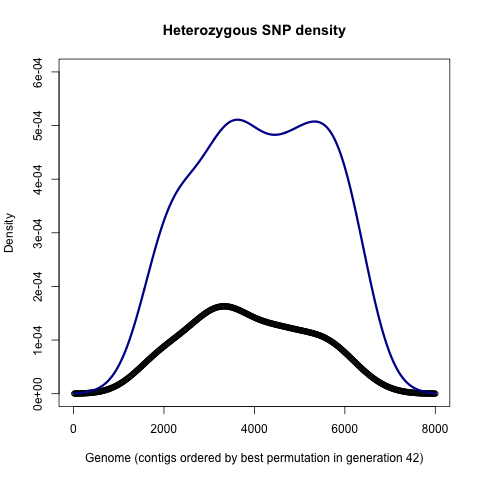 Heterozygous SNP density
6e-04
5e-04
4e-04
3e-04
2e-04
1e-04
0e+00
Density
0 2000 4000 6000 8000
Genome (contigs ordered by best permutation in generation 42)